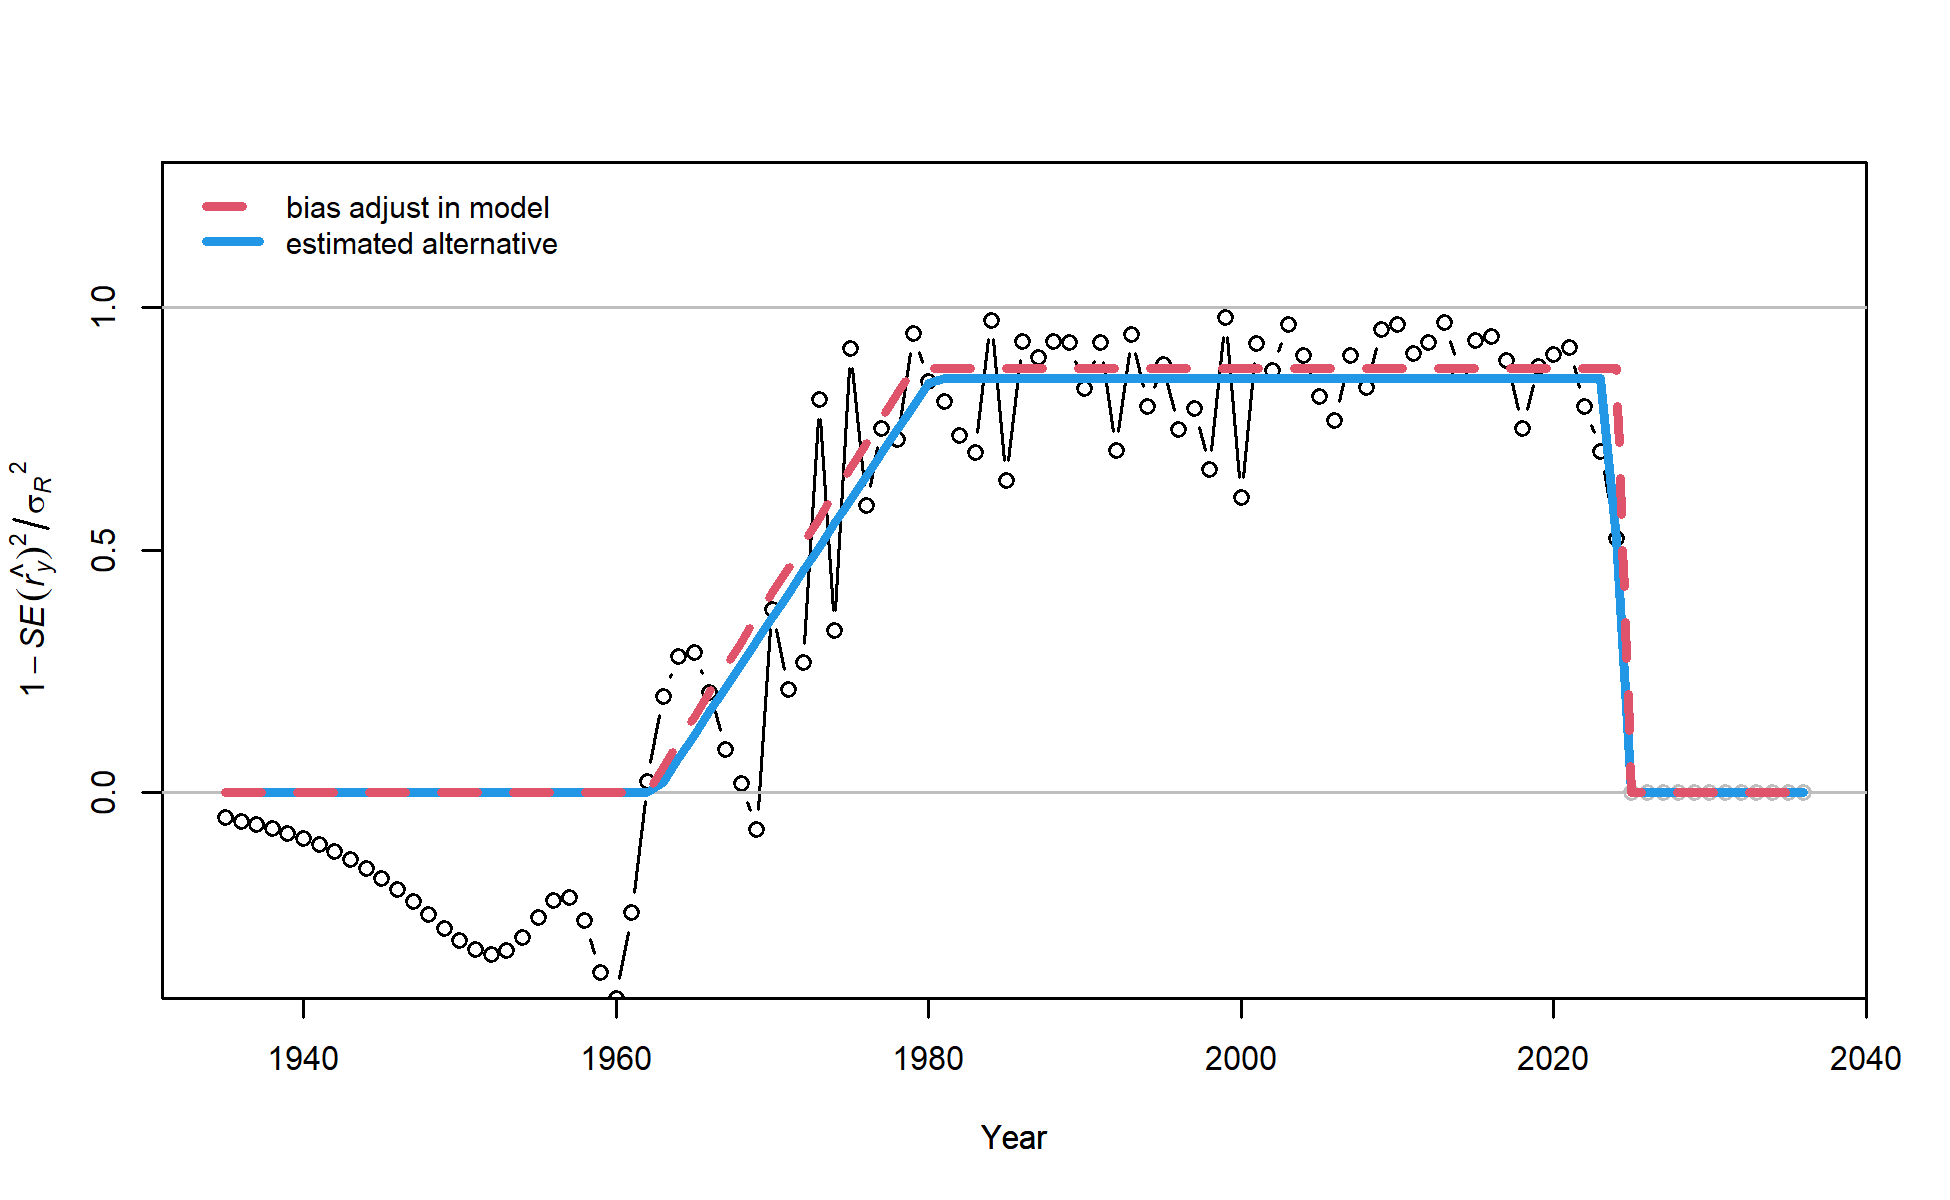 bias adjust in model
estimated alternative
1.0
0.5
0.0
1 − SE(r̂y)²/σR²
1940 1960 1980 2000 2020 2040
Year